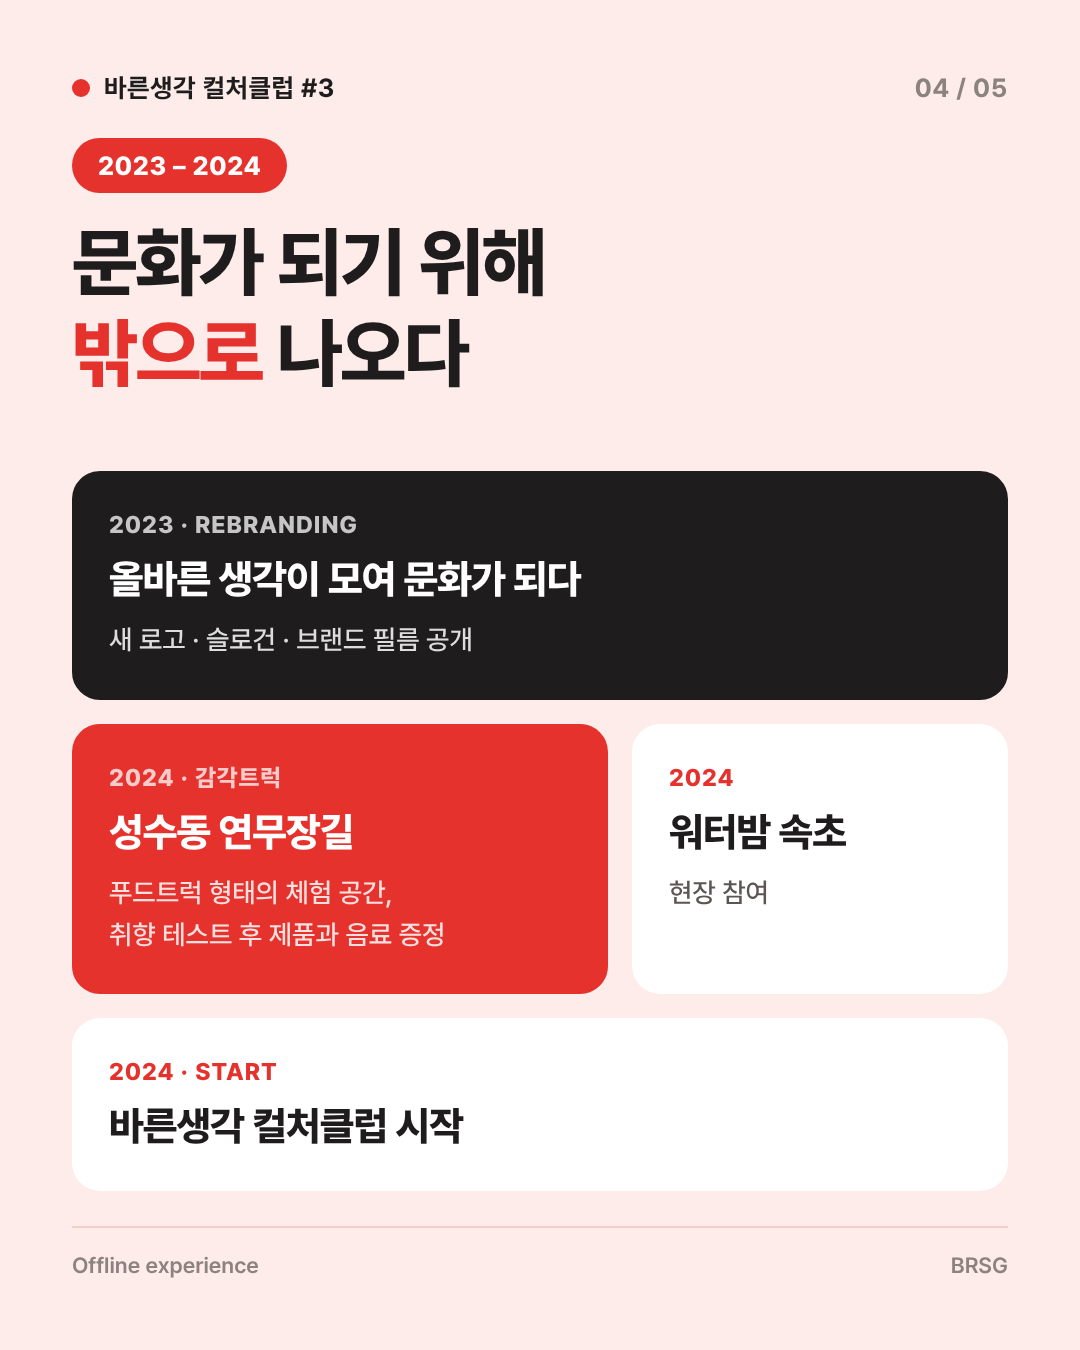 바른생각 컬처클럽 #3
04 / 05
2023 – 2024
문화가 되기 위해
밖으로 나오다
2023 · REBRANDING
올바른 생각이 모여 문화가 되다
새 로고 · 슬로건 · 브랜드 필름 공개
2024 · 감각트럭
성수동 연무장길
푸드트럭 형태의 체험 공간,
취향 테스트 후 제품과 음료 증정
2024
워터밤 속초
현장 참여
2024 · START
바른생각 컬처클럽 시작
Offline experience
BRSG